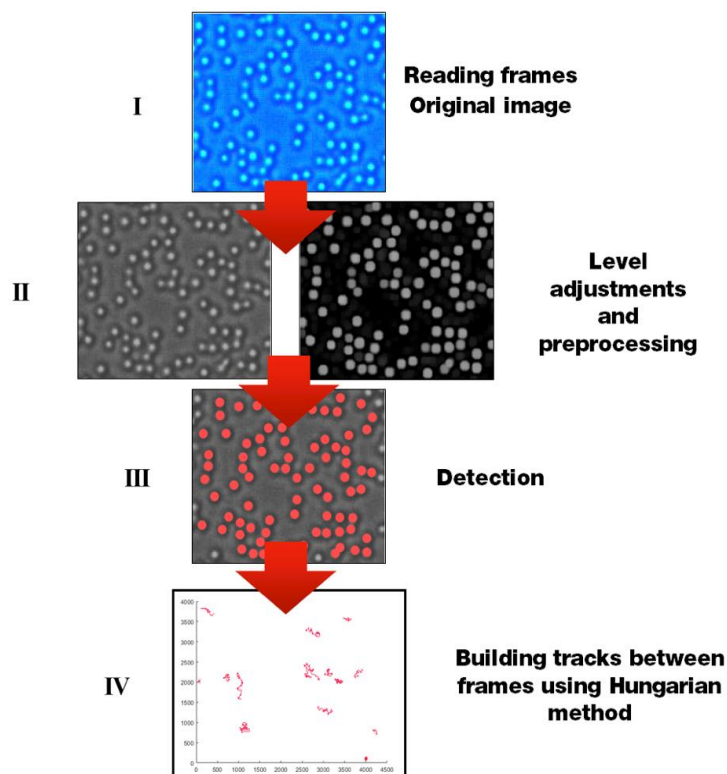 I
Reading frames
Original image
II
Level
adjustments
and
preprocessing
III
Detection
IV
Building tracks between
frames using Hungarian
method
4000
3500
3000
2500
2000
1500
1000
500
0
0 500 1000 1500 2000 2500 3000 3500 4000 4500